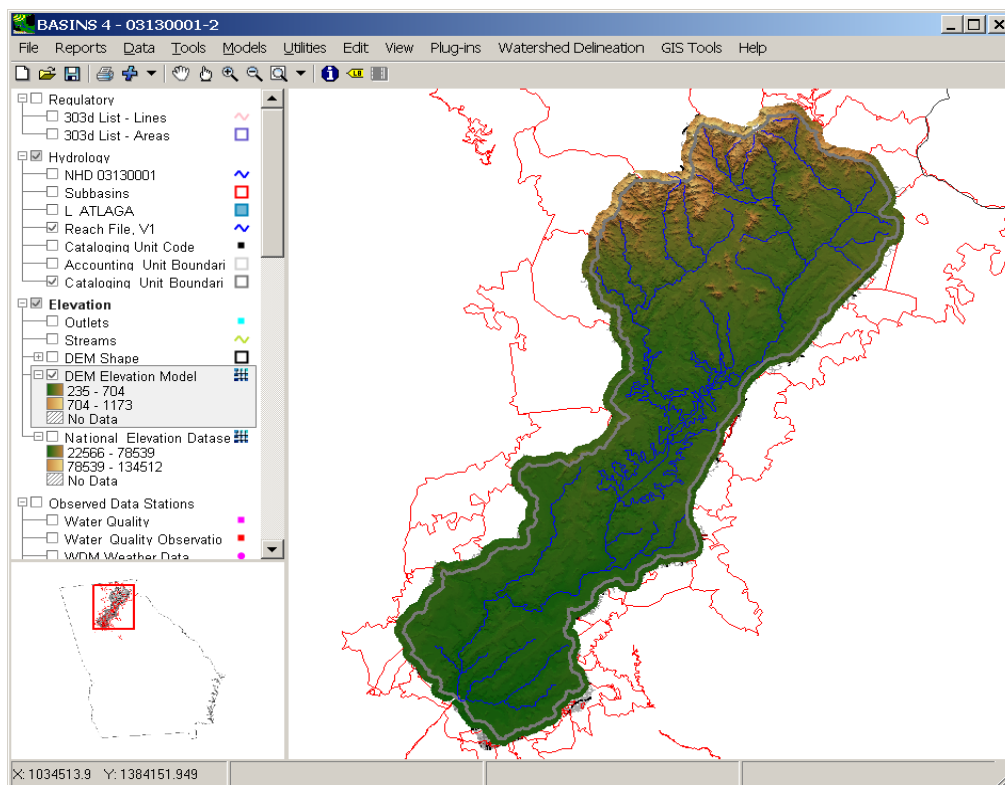 BASINS 4 - 03130001-2
File Reports Data Tools Models Utilities Edit View Plug-ins Watershed Delineation GIS Tools Help
LB
Regulatory
303d List - Lines
303d List - Areas
Hydrology
NHD 03130001
Subbasins
L_ATLAGA
Reach File, V1
Cataloging Unit Code
Accounting Unit Boundari
Cataloging Unit Boundari
Elevation
Outlets
Streams
DEM Shape
DEM Elevation Model
235 - 704
704 - 1173
No Data
National Elevation Datase
22566 - 78539
78539 - 134512
No Data
Observed Data Stations
Water Quality
Water Quality Observatio
WDM Weather Data
X: 1034513.9 Y: 1384151.949